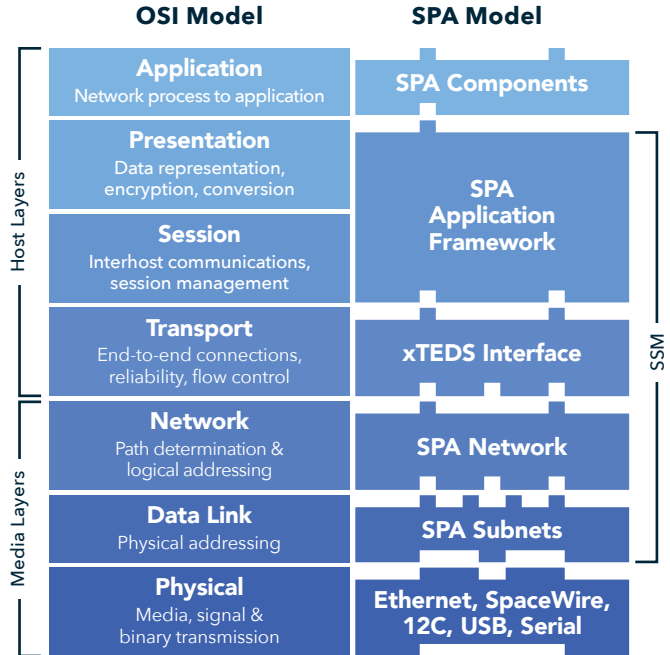 OSI Model
SPA Model
Host Layers
Media Layers
Application
Network process to application
Presentation
Data representation,
encryption, conversion
Session
Interhost communications,
session management
Transport
End-to-end connections,
reliability, flow control
Network
Path determination &
logical addressing
Data Link
Physical addressing
Physical
Media, signal &
binary transmission
SPA Components
SPA
Application
Framework
xTEDS Interface
SPA Network
SPA Subnets
Ethernet, SpaceWire,
12C, USB, Serial
SSM